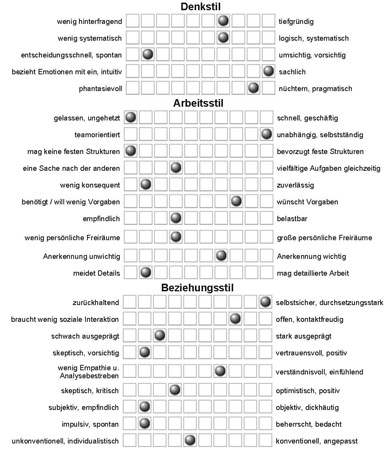 Denkstil
wenig hinterfragend tiefgründig
wenig systematisch logisch, systematisch
entscheidungsschnell, spontan umsichtig, vorsichtig
bezieht Emotionen mit ein, intuitiv sachlich
phantasievoll nüchtern, pragmatisch
Arbeitsstil
gelassen, ungehetzt schnell, geschäftig
teamorientiert unabhängig, selbstständig
mag keine festen Strukturen bevorzugt feste Strukturen
eine Sache nach der anderen vielfältige Aufgaben gleichzeitig
wenig konsequent zuverlässig
benötigt / will wenig Vorgaben wünscht Vorgaben
empfindlich belastbar
wenig persönliche Freiräume große persönliche Freiräume
Anerkennung unwichtig Anerkennung wichtig
meidet Details mag detaillierte Arbeit
Beziehungsstil
zurückhaltend selbstsicher, durchsetzungsstark
braucht wenig soziale Interaktion offen, kontaktfreudig
schwach ausgeprägt stark ausgeprägt
skeptisch, vorsichtig vertrauensvoll, positiv
wenig Empathie u.
Analysebestreben verständnisvoll, einfühlend
skeptisch, kritisch optimistisch, positiv
subjektiv, empfindlich objektiv, dickhäutig
impulsiv, spontan beherrscht, bedacht
unkonventionell, individualistisch konventionell, angepasst